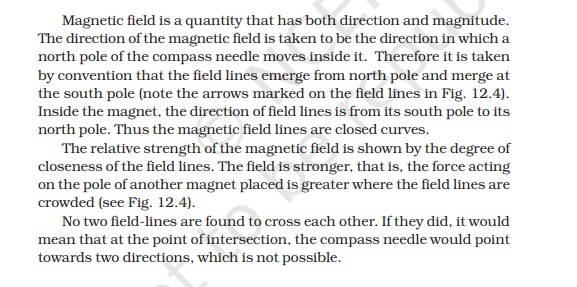 Magnetic field is a quantity that has both direction and magnitude.
The direction of the magnetic field is taken to be the direction in which a
north pole of the compass needle moves inside it. Therefore it is taken
by convention that the field lines emerge from north pole and merge at
the south pole (note the arrows marked on the field lines in Fig. 12.4).
Inside the magnet, the direction of field lines is from its south pole to its
north pole. Thus the magnetic field lines are closed curves.
The relative strength of the magnetic field is shown by the degree of
closeness of the field lines. The field is stronger, that is, the force acting
on the pole of another magnet placed is greater where the field lines are
crowded (see Fig. 12.4).
No two field-lines are found to cross each other. If they did, it would
mean that at the point of intersection, the compass needle would point
towards two directions, which is not possible.